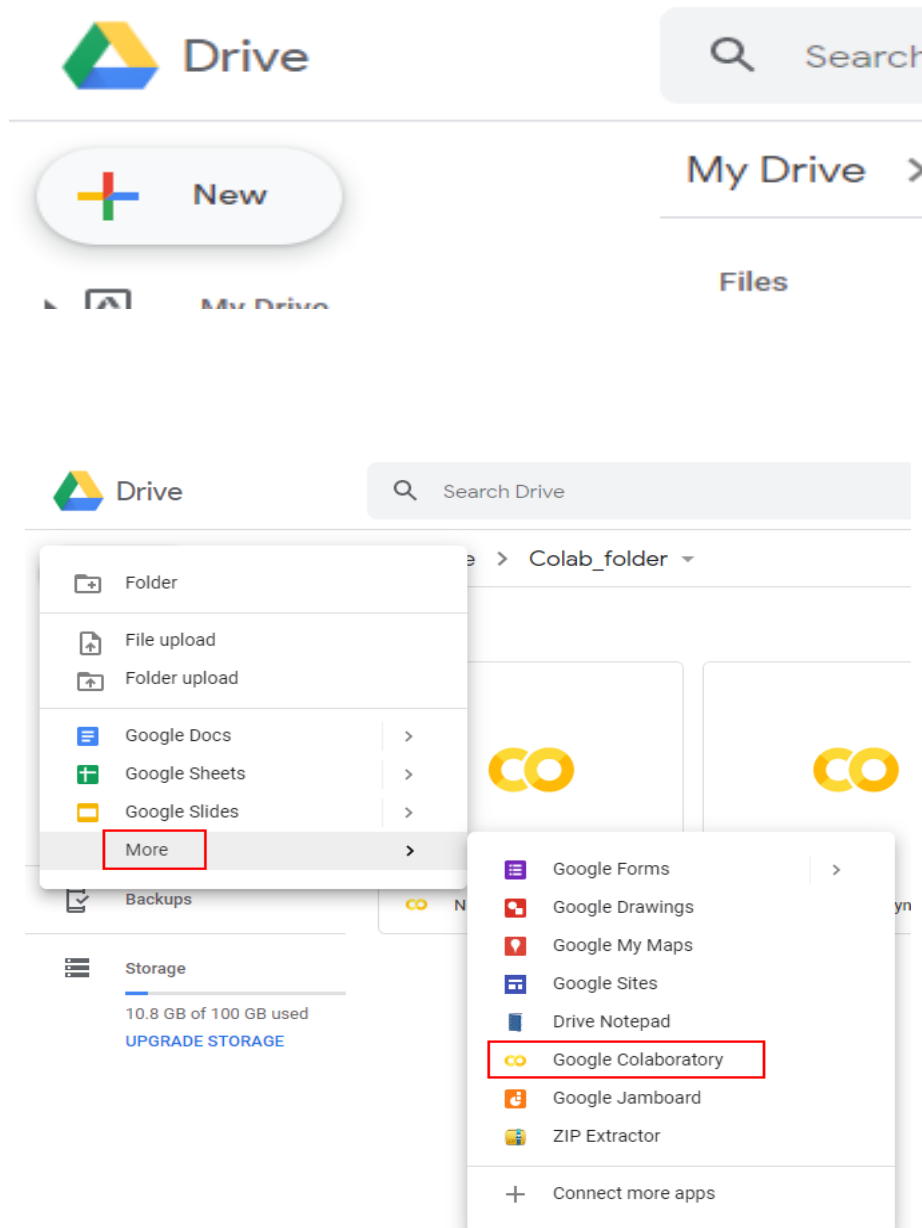 Drive
Search
New
My Drive >
My Drive
Files
Drive
Search Drive
> Colab_folder
Folder
File upload
Folder upload
Google Docs
Google Sheets
Google Slides
More
Backups
Storage
10.8 GB of 100 GB used
UPGRADE STORAGE
Google Forms
Google Drawings
Google My Maps
Google Sites
Drive Notepad
Google Colaboratory
Google Jamboard
ZIP Extractor
Connect more apps